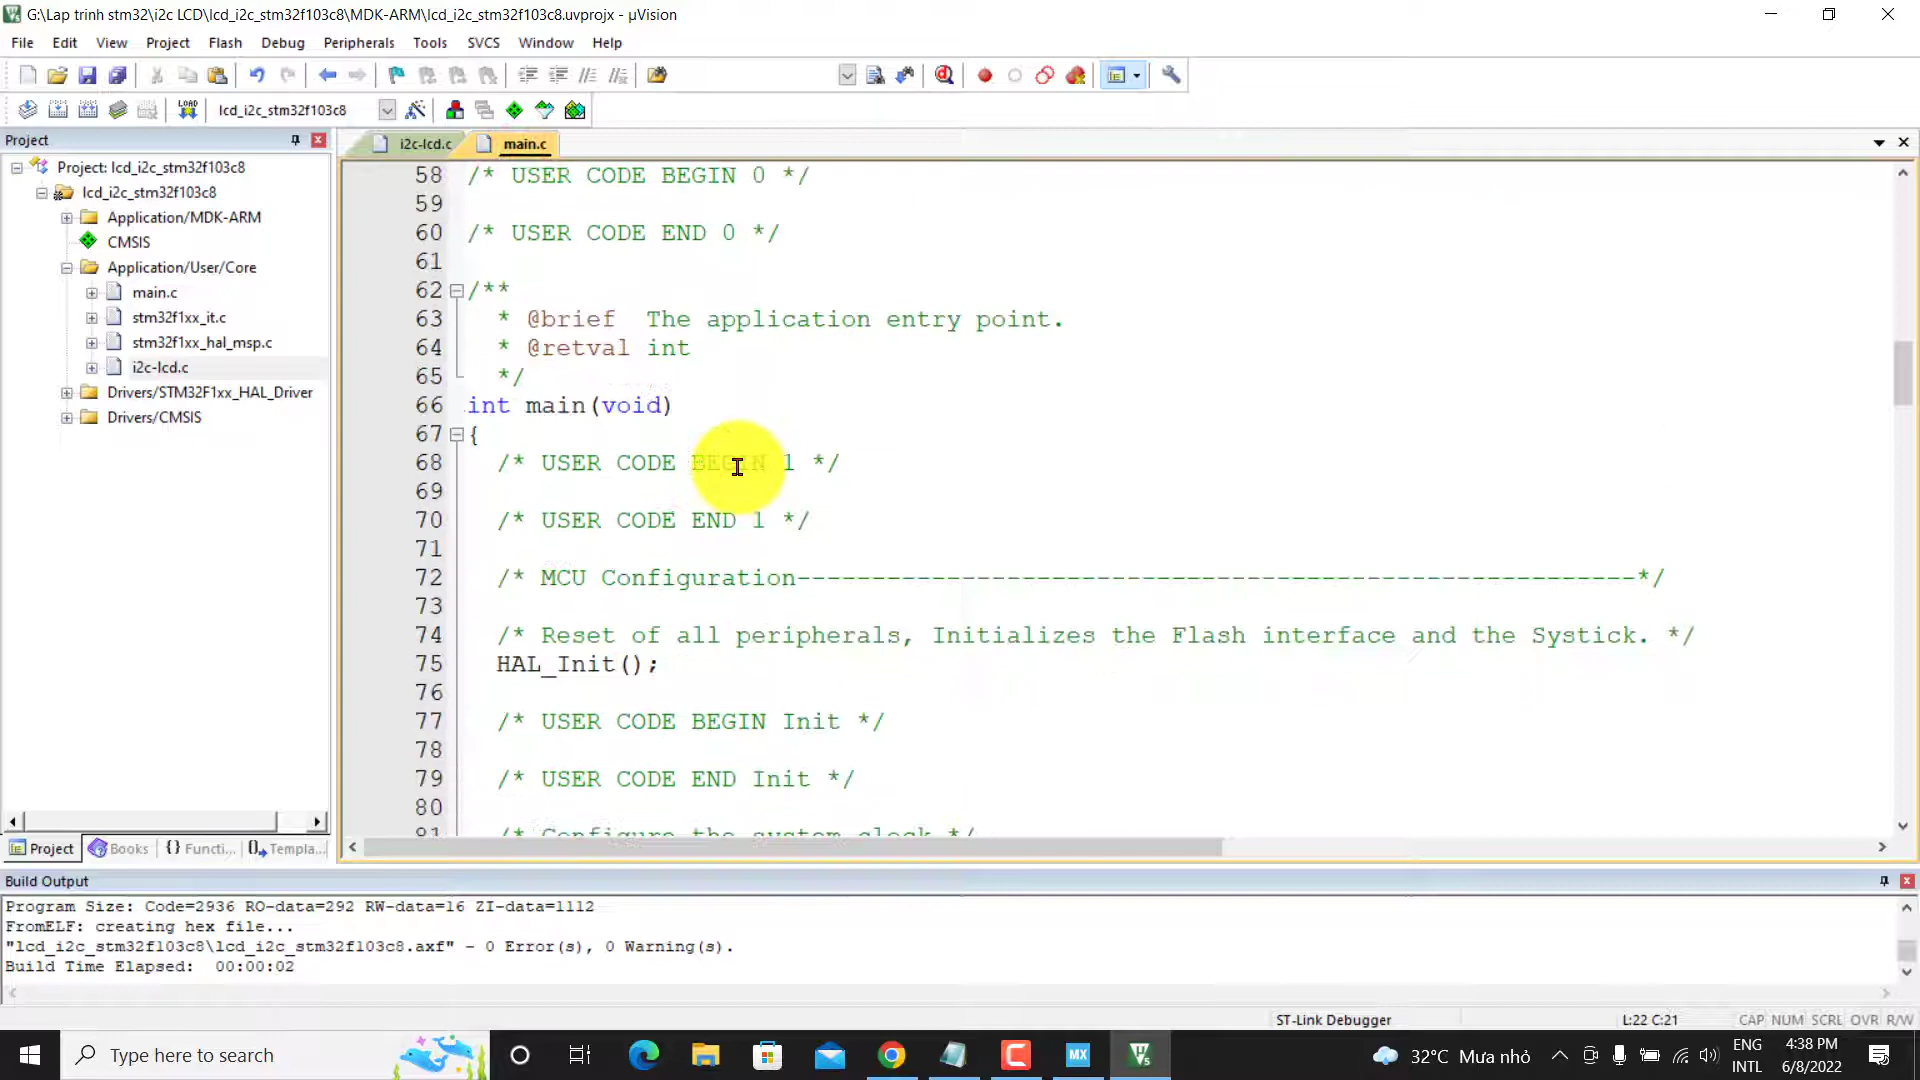 G:\Lap trinh stm32\i2c LCD\lcd_i2c_stm32f103c8\MDK-ARM\lcd_i2c_stm32f103c8.uvprojx - µVision
File Edit View Project Flash Debug Peripherals Tools SVCS Window Help
LOAD lcd_i2c_stm32f103c8
Project
Project: lcd_i2c_stm32f103c8
lcd_i2c_stm32f103c8
Application/MDK-ARM
CMSIS
Application/User/Core
main.c
stm32f1xx_it.c
stm32f1xx_hal_msp.c
i2c-lcd.c
Drivers/STM32F1xx_HAL_Driver
Drivers/CMSIS
Project Books {} Functi... Templa...
i2c-lcd.c main.c
58 /* USER CODE BEGIN 0 */
59
60 /* USER CODE END 0 */
61
62 /**
63 * @brief The application entry point.
64 * @retval int
65 */
66 int main(void)
67 {
68 /* USER CODE BEGIN 1 */
69
70 /* USER CODE END 1 */
71
72 /* MCU Configuration--------------------------------------------------------*/
73
74 /* Reset of all peripherals, Initializes the Flash interface and the Systick. */
75 HAL_Init();
76
77 /* USER CODE BEGIN Init */
78
79 /* USER CODE END Init */
80
81 /* Configure the system clock */
Build Output
Program Size: Code=2936 RO-data=292 RW-data=16 ZI-data=1112
FromELF: creating hex file...
"lcd_i2c_stm32f103c8\lcd_i2c_stm32f103c8.axf" - 0 Error(s), 0 Warning(s).
Build Time Elapsed: 00:00:02
ST-Link Debugger L:22 C:21 CAP NUM SCRL OVR R/W
Type here to search
MX
32°C Mưa nhỏ
ENG
INTL
4:38 PM
6/8/2022